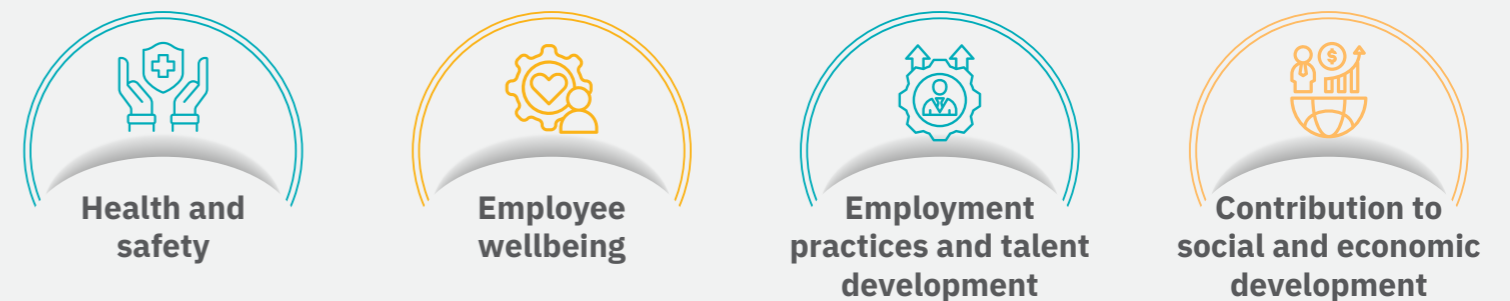 Health and
safety
Employee
wellbeing
Employment
practices and talent
development
Contribution to
social and economic
development